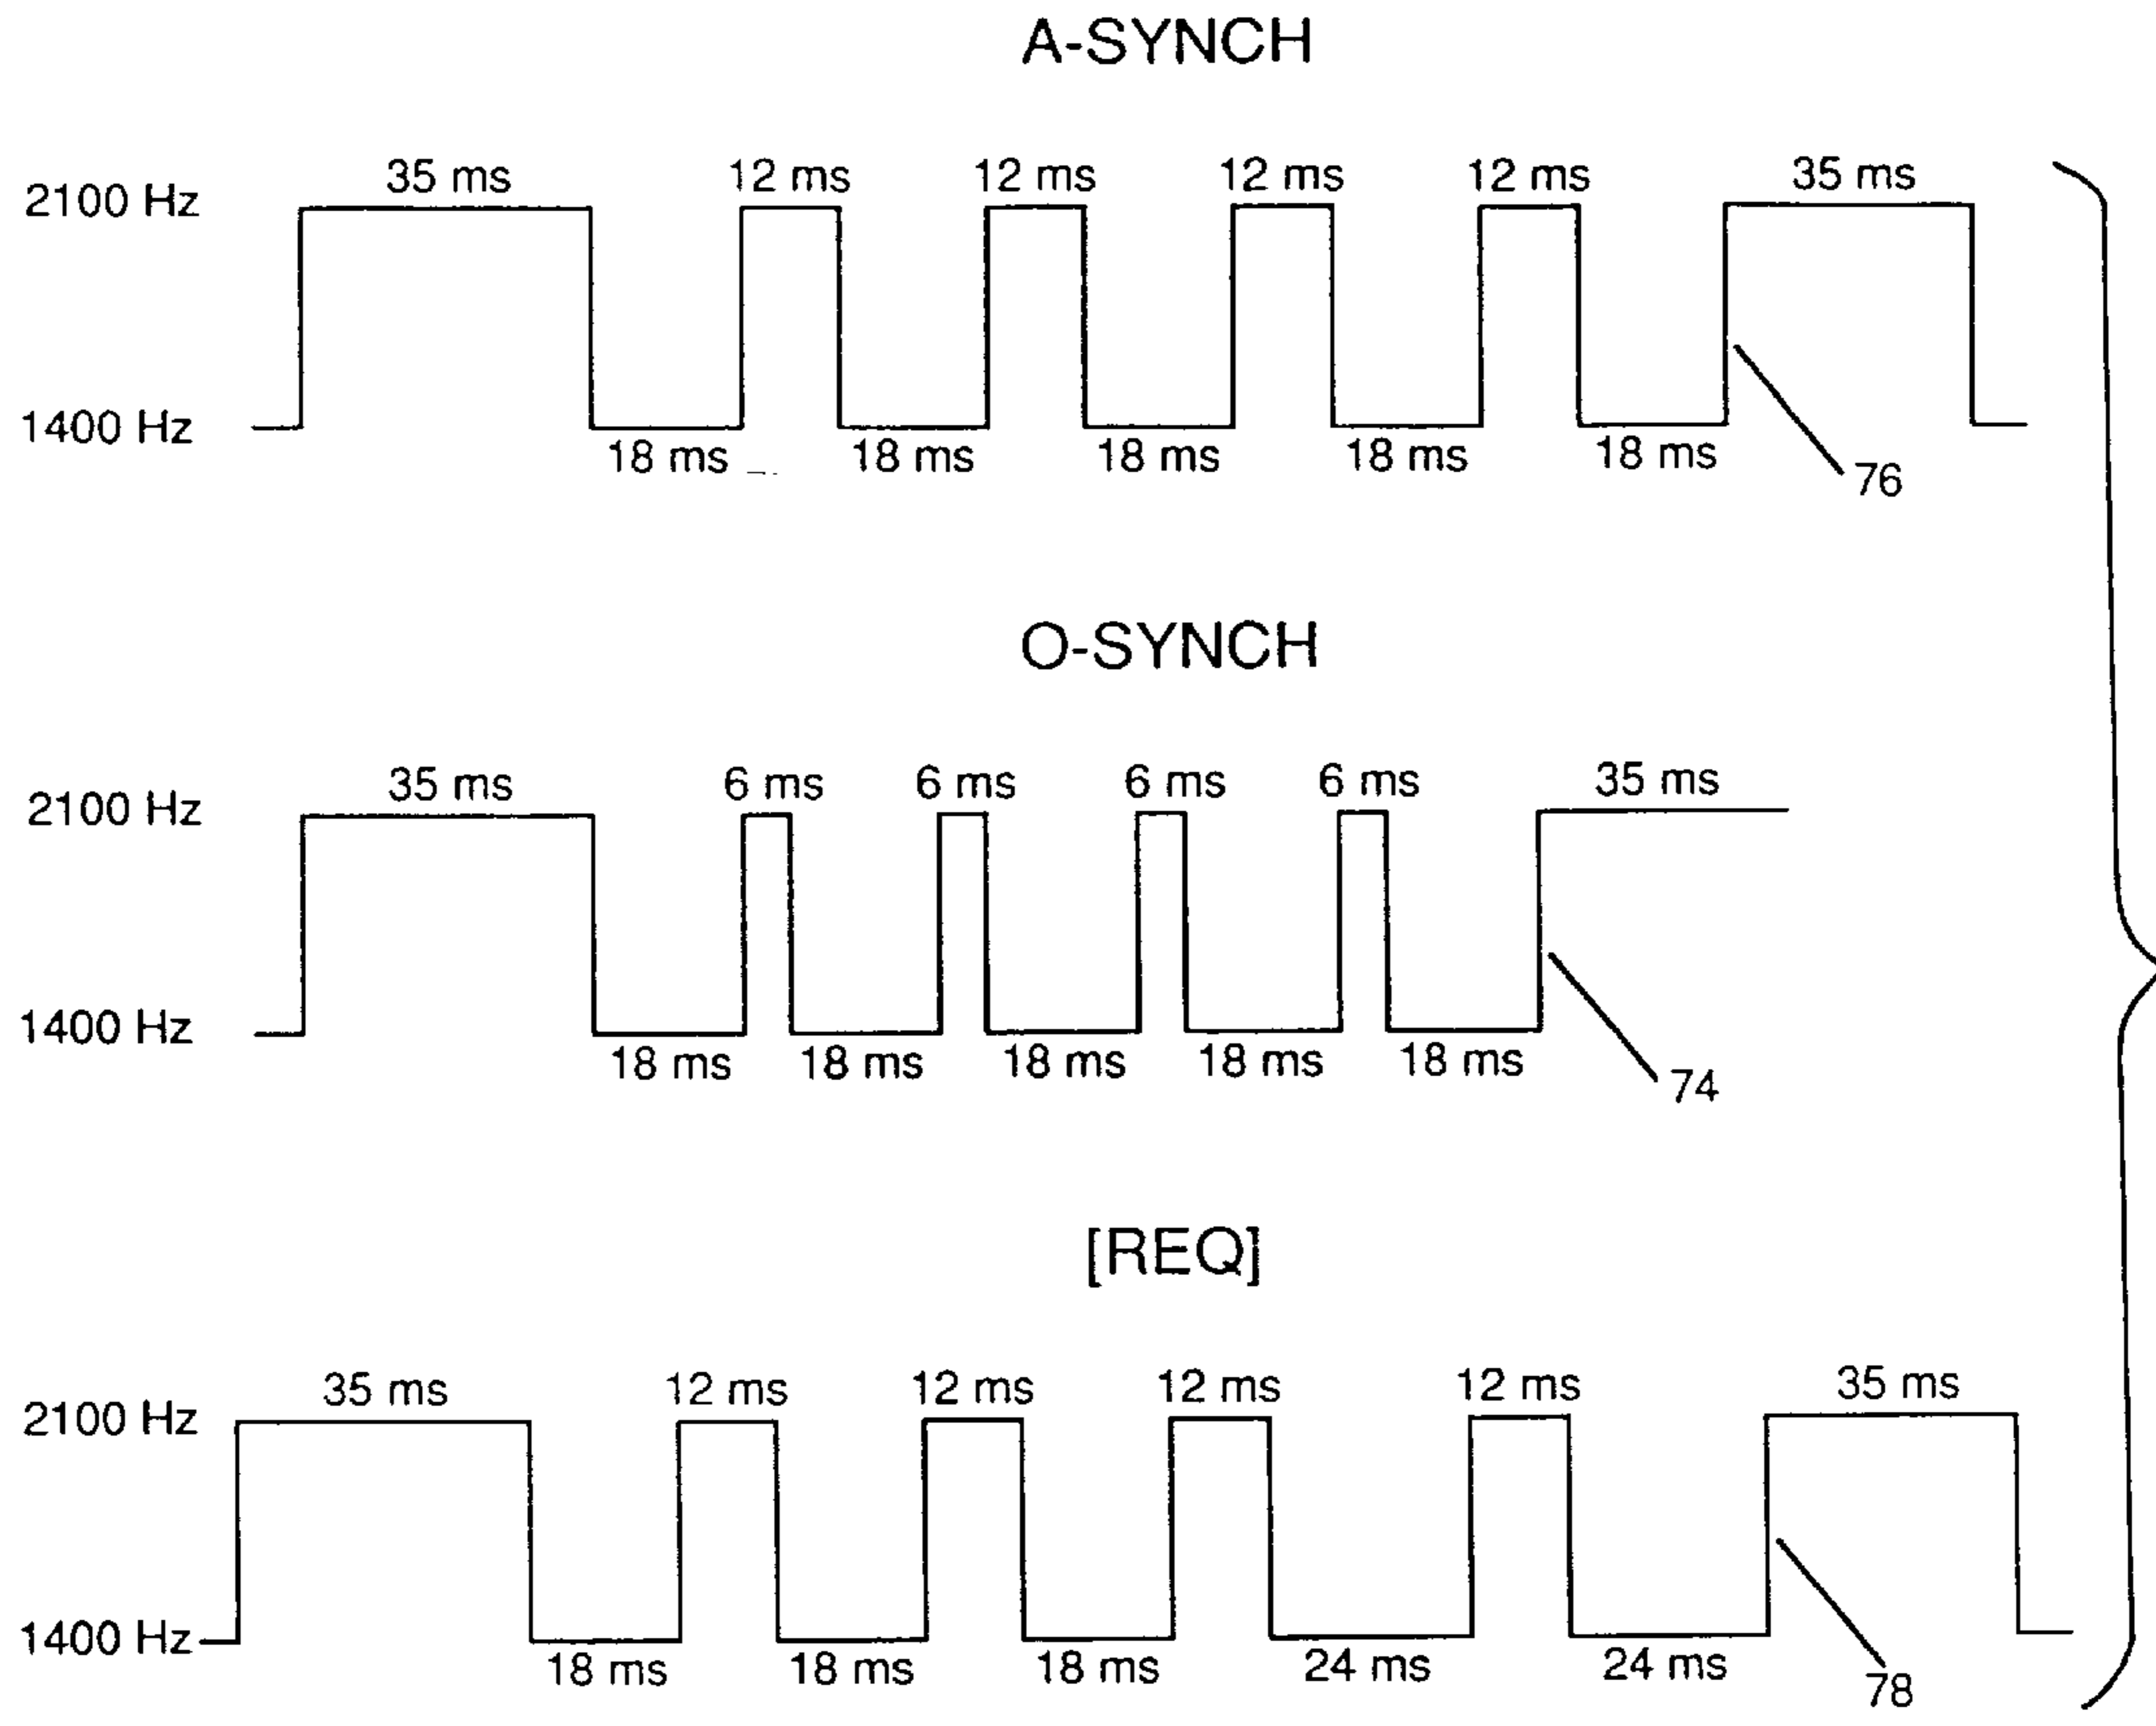 A-SYNCH
35 ms 12 ms 12 ms 12 ms 12 ms 35 ms
2100 Hz
1400 Hz
18 ms 18 ms 18 ms 18 ms 18 ms
76
O-SYNCH
35 ms 6 ms 6 ms 6 ms 6 ms 35 ms
2100 Hz
1400 Hz
18 ms 18 ms 18 ms 18 ms 18 ms
74
[REQ]
35 ms 12 ms 12 ms 12 ms 12 ms 35 ms
2100 Hz
1400 Hz
18 ms 18 ms 18 ms 24 ms 24 ms
78